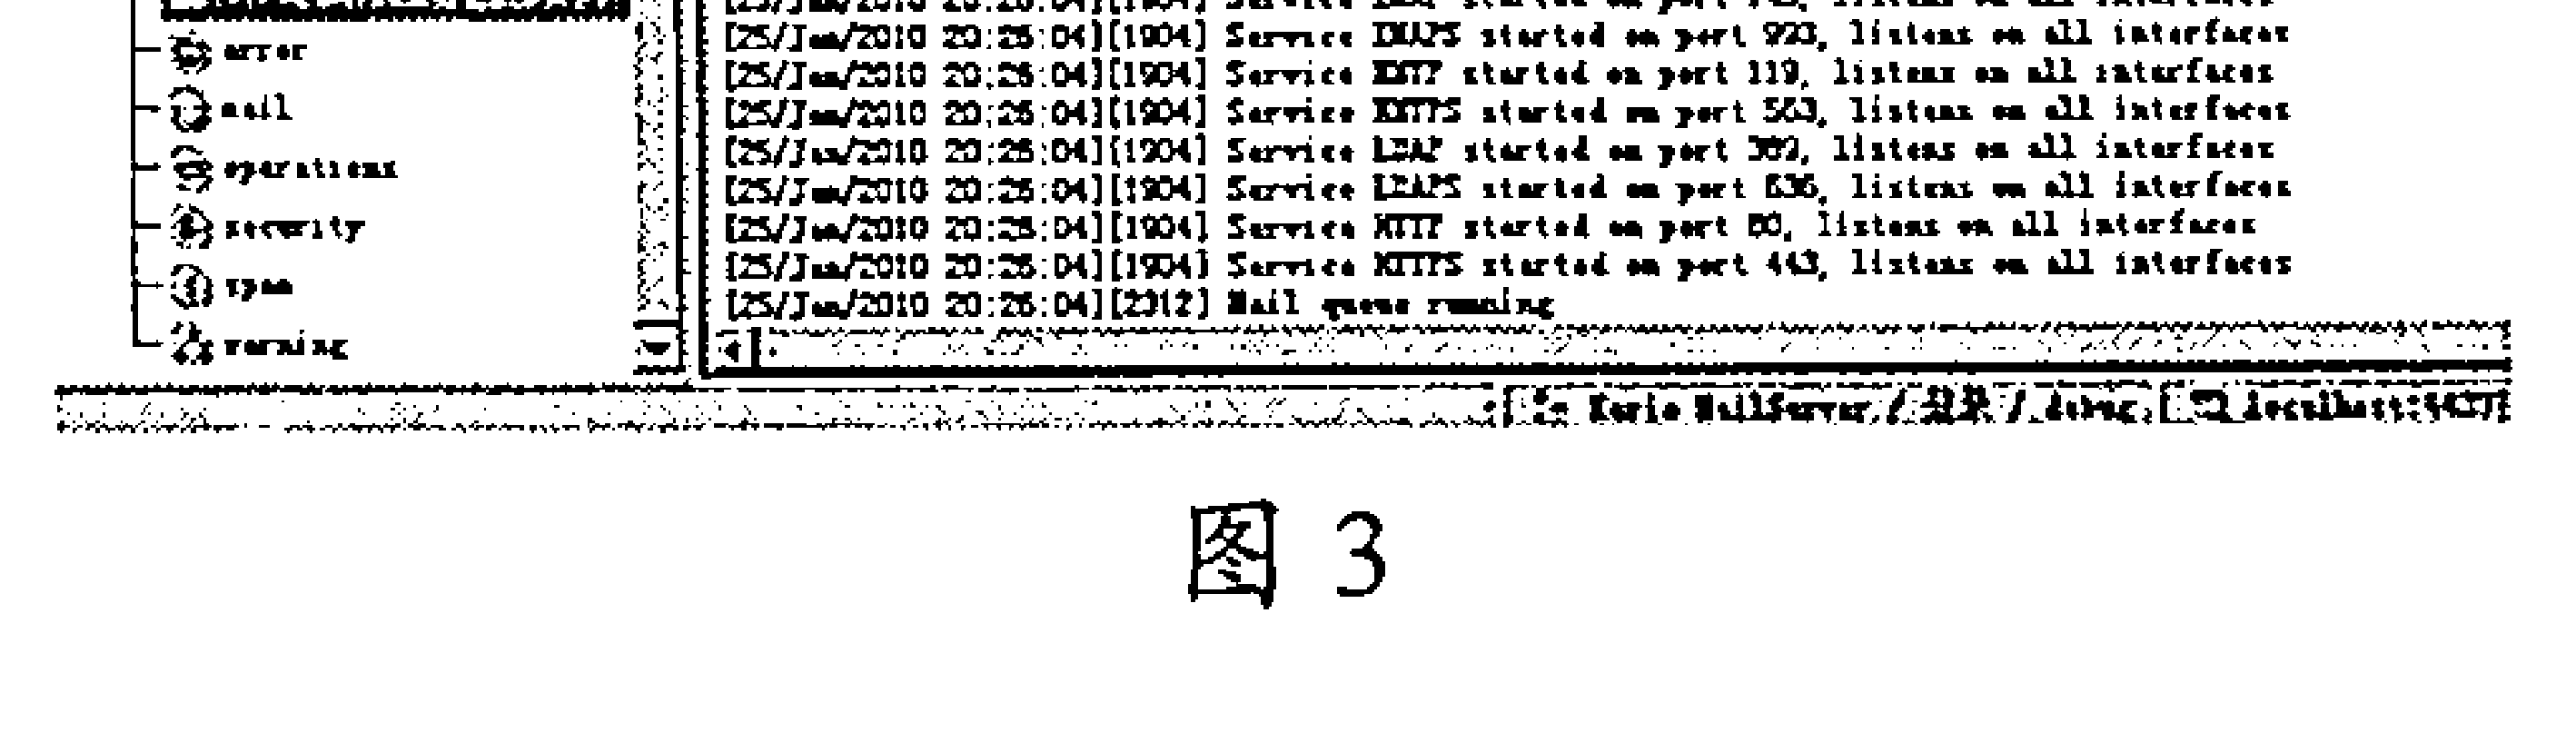 error
mail
operations
security
spam
warning
[25/Jan/2010 20:26:04][1904] Service IMAPS started on port 993, listens on all interfaces
[25/Jan/2010 20:26:04][1904] Service NNTP started on port 119, listens on all interfaces
[25/Jan/2010 20:26:04][1904] Service NNTPS started on port 563, listens on all interfaces
[25/Jan/2010 20:26:04][1904] Service LDAP started on port 389, listens on all interfaces
[25/Jan/2010 20:26:04][1904] Service LDAPS started on port 636, listens on all interfaces
[25/Jan/2010 20:26:04][1904] Service HTTP started on port 80, listens on all interfaces
[25/Jan/2010 20:26:04][1904] Service HTTPS started on port 443, listens on all interfaces
[25/Jan/2010 20:26:04][2312] Mail queue running
Kerio MailServer / / debug
图 3